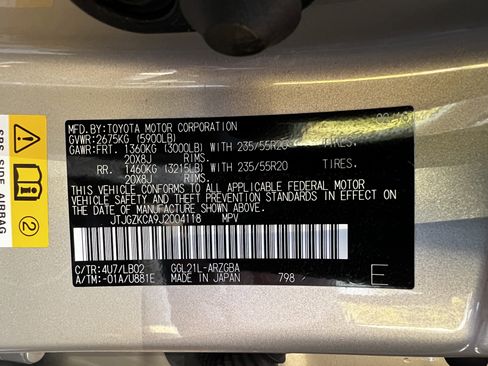 MFD. BY: TOYOTA MOTOR CORPORATION
GVWR: 2675KG (5900LB)
GAWR: FRT. 1360KG (3000LB) WITH 235/55R20 TIRES.
20X8J RIMS.
RR. 1460KG (3215LB) WITH 235/55R20 TIRES.
20X8J RIMS.
THIS VEHICLE CONFORMS TO ALL APPLICABLE FEDERAL MOTOR
VEHICLE SAFETY AND THEFT PREVENTION STANDARDS IN EFFECT ON
THE DATE OF MANUFACTURE SHOWN ABOVE.
JTJGZKCA9J2004118 MPV
C/TR: 4U7/LB02 GGL21L-ARZGBA
A/TM: -01A/U881E MADE IN JAPAN 798 E
SRS SIDE AIRBAG
2